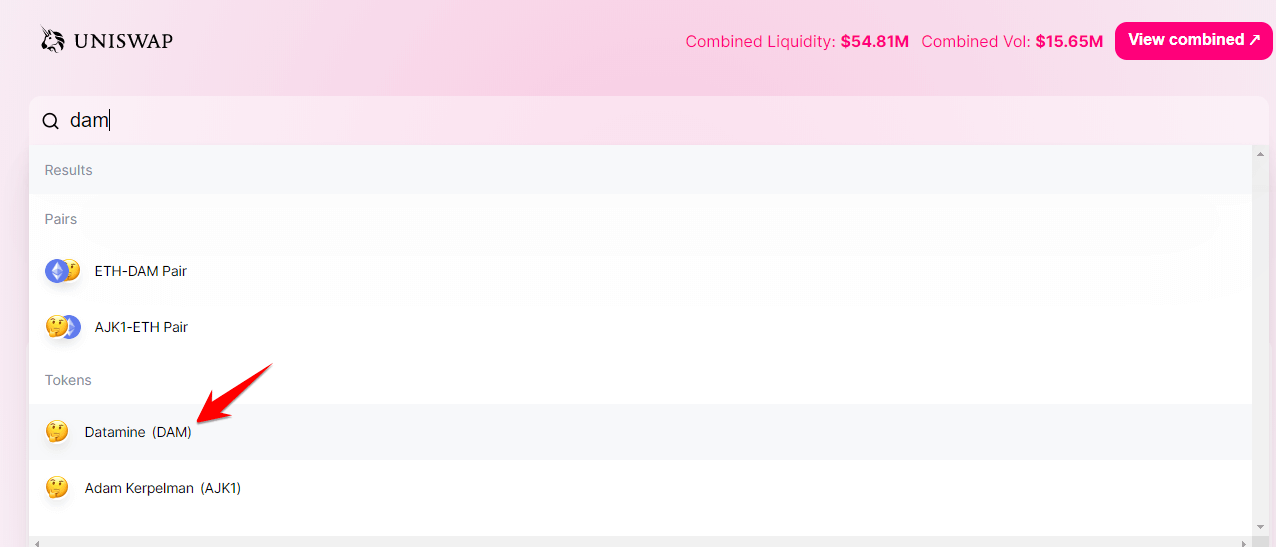 UNISWAP
Combined Liquidity: $54.81M Combined Vol: $15.65M View combined ↗
dam
Results
Pairs
ETH-DAM Pair
AJK1-ETH Pair
Tokens
Datamine (DAM)
Adam Kerpelman (AJK1)